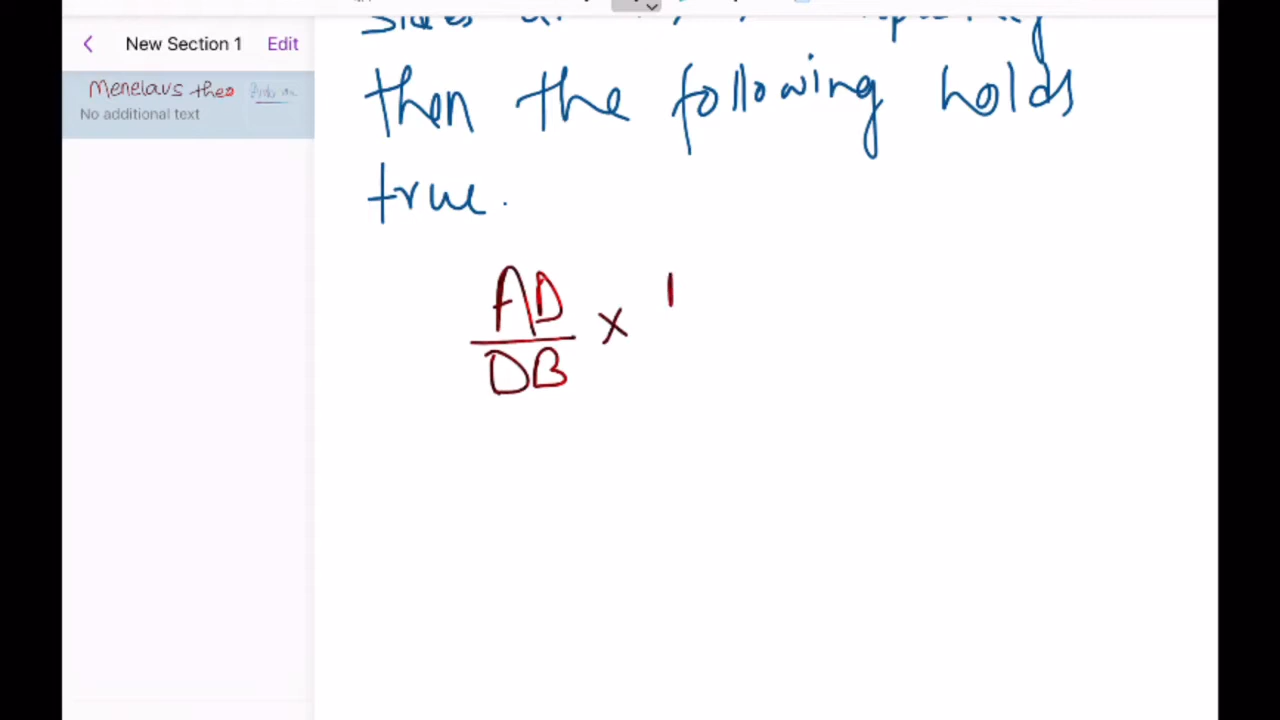 New Section 1
Edit
Menelaus theo
No additional text
then the following holds
true.
AD
DB
×